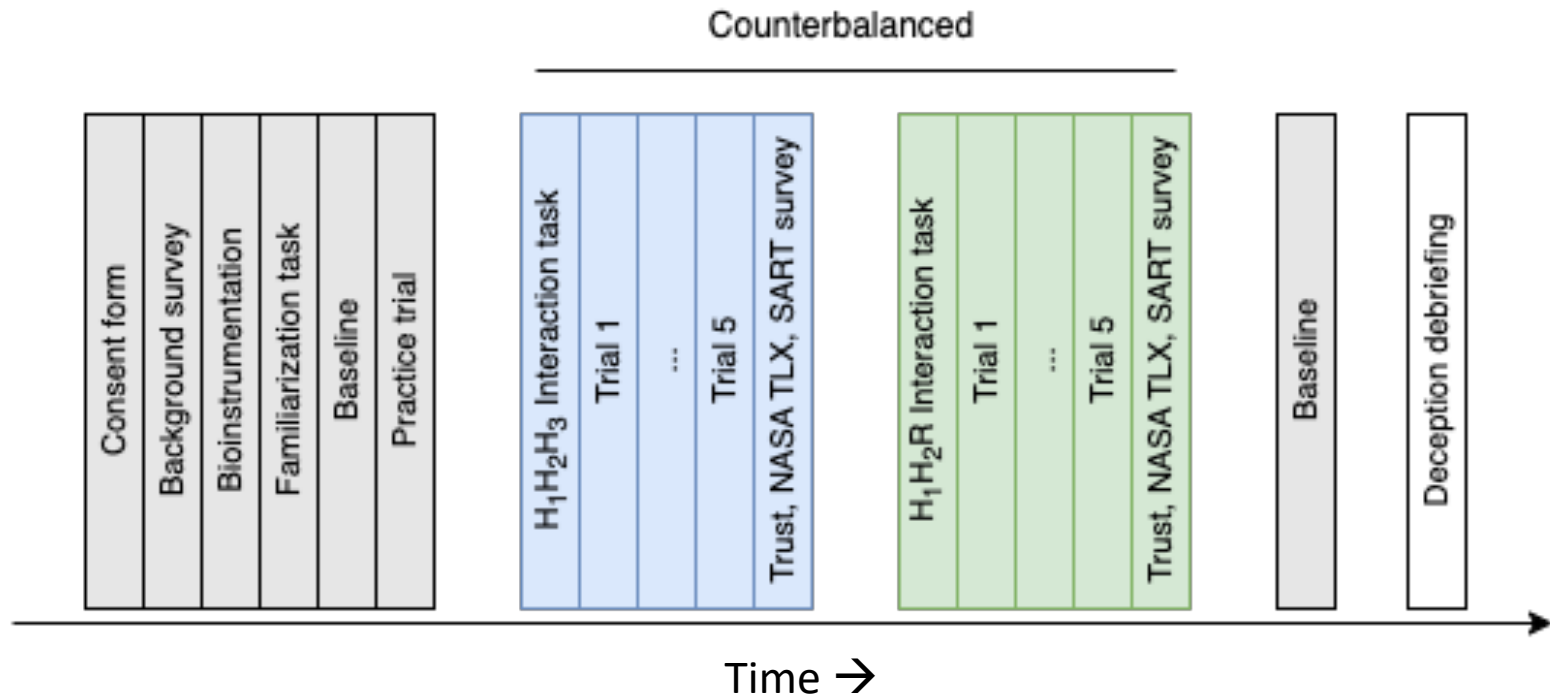 Counterbalanced
Consent form
Background survey
Bioinstrumentation
Familiarization task
Baseline
Practice trial
H₁H₂H₃ Interaction task
Trial 1
...
Trial 5
Trust, NASA TLX, SART survey
H₁H₂R Interaction task
Trial 1
...
Trial 5
Trust, NASA TLX, SART survey
Baseline
Deception debriefing
Time →